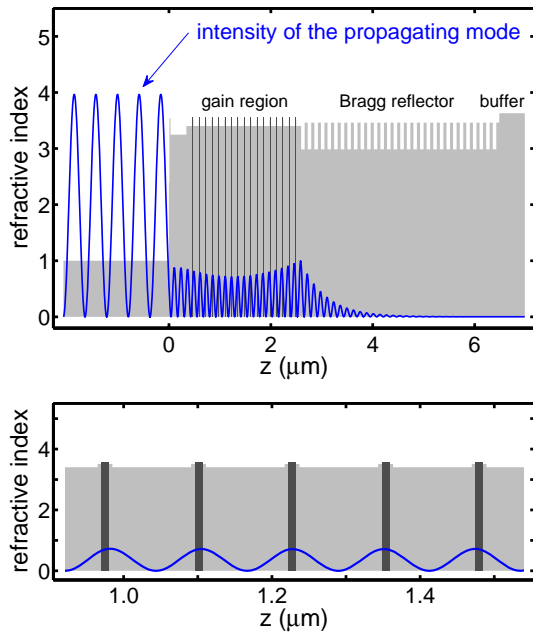 intensity of the propagating mode
gain region Bragg reflector buffer
refractive index
5
4
3
2
1
0
0 2 4 6
z (μm)
refractive index
4
2
0
1.0 1.2 1.4
z (μm)